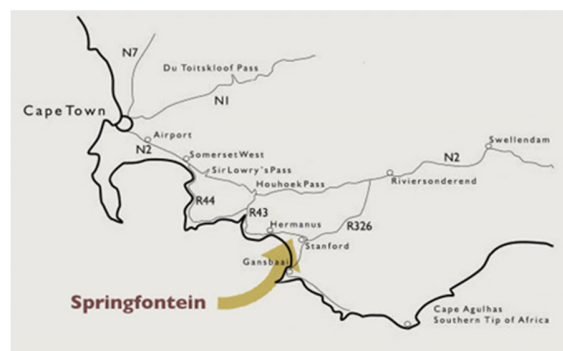 N7
Du Toitskloof Pass
N1
Cape Town
Airport
N2
Somerset West
Sir Lowry's Pass
Houhoek Pass
Swellendam
N2
Riviersonderend
R44
R43
Hermanus
R326
Stanford
Gansbaai
Springfontein
Cape Agulhas
Southern Tip of Africa